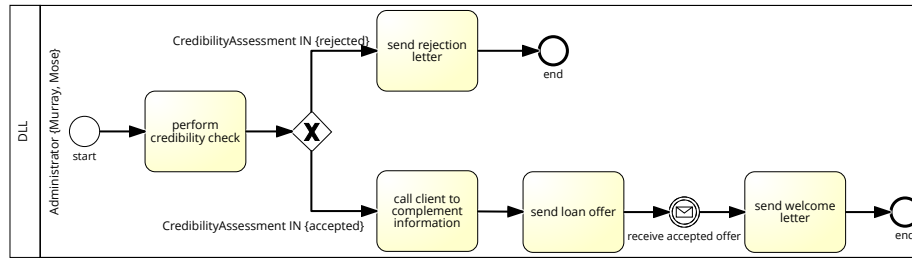 DLL
Administrator {Murray, Mose}
start
perform
credibility check
X
CredibilityAssessment IN {rejected}
send rejection
letter
end
CredibilityAssessment IN {accepted}
call client to
complement
information
send loan offer
receive accepted offer
send welcome
letter
end